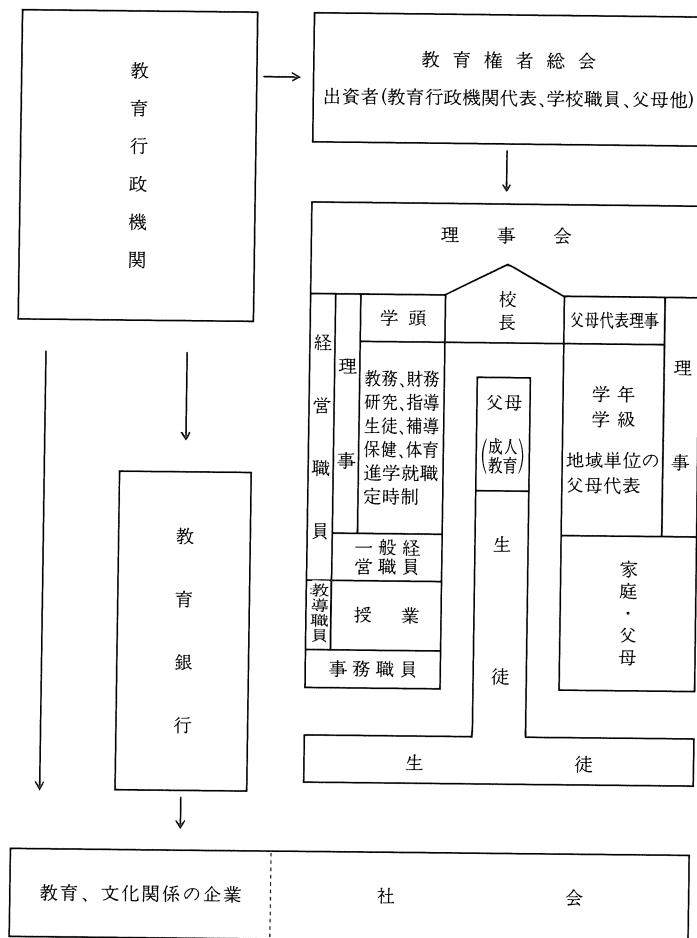 教育行政機関
教育権者総会
出資者(教育行政機関代表、学校職員、父母他)
理事会
経営職員
理事
学頭
校長
父母代表理事
理事
教務、財務
研究、指導
生徒、補導
保健、体育
進学就職
定時制
父母
(成人
教育)
学年
学級
地域単位の
父母代表
一般経
営職員
教導職員
授業
事務職員
生徒
家庭・父母
生徒
教育銀行
教育、文化関係の企業
社会